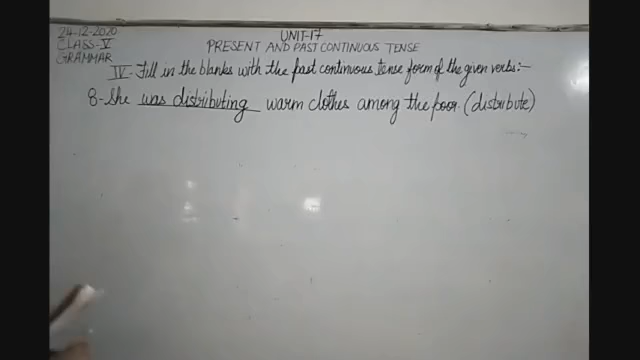 24-12-2020
CLASS-V
GRAMMAR
UNIT-17
PRESENT AND PAST CONTINUOUS TENSE
IV- Fill in the blanks with the past continuous tense form of the given verbs:-
8- She was distributing warm clothes among the poor. (distribute)